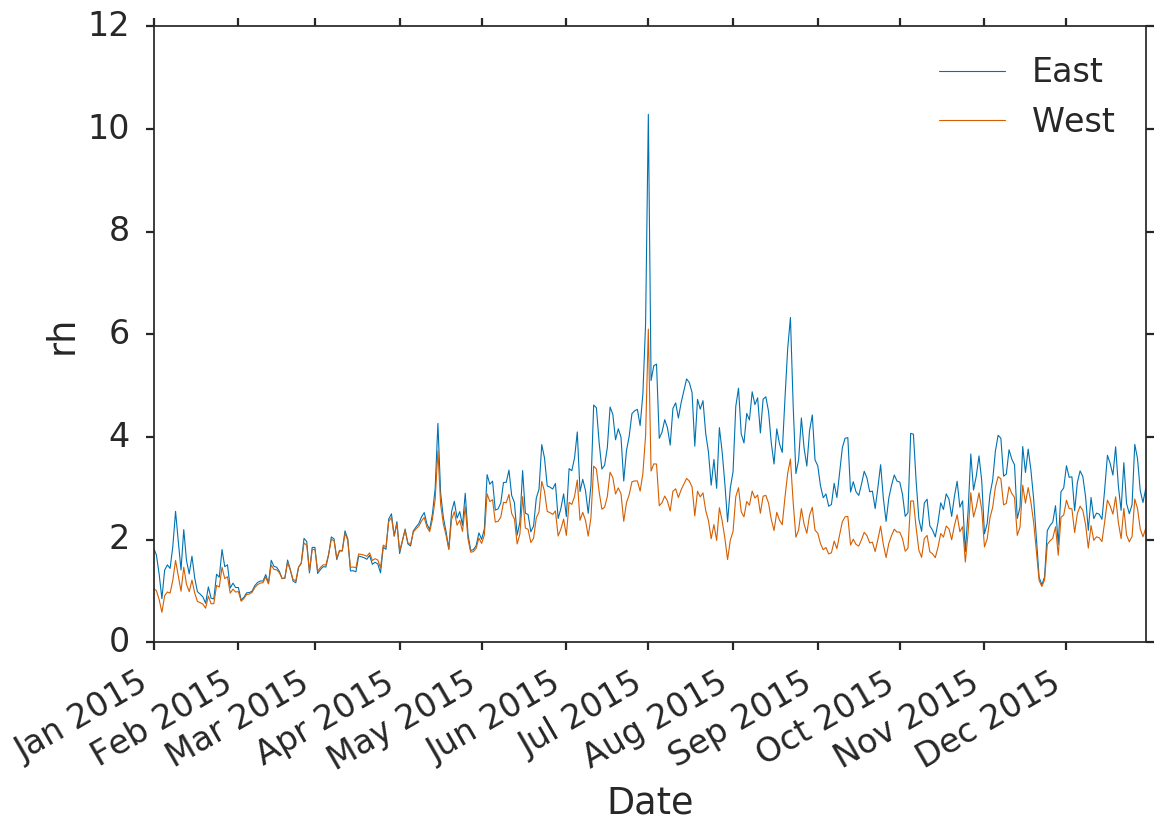 12
10
8
6
4
2
0
rh
East
West
Jan 2015
Feb 2015
Mar 2015
Apr 2015
May 2015
Jun 2015
Jul 2015
Aug 2015
Sep 2015
Oct 2015
Nov 2015
Dec 2015
Date